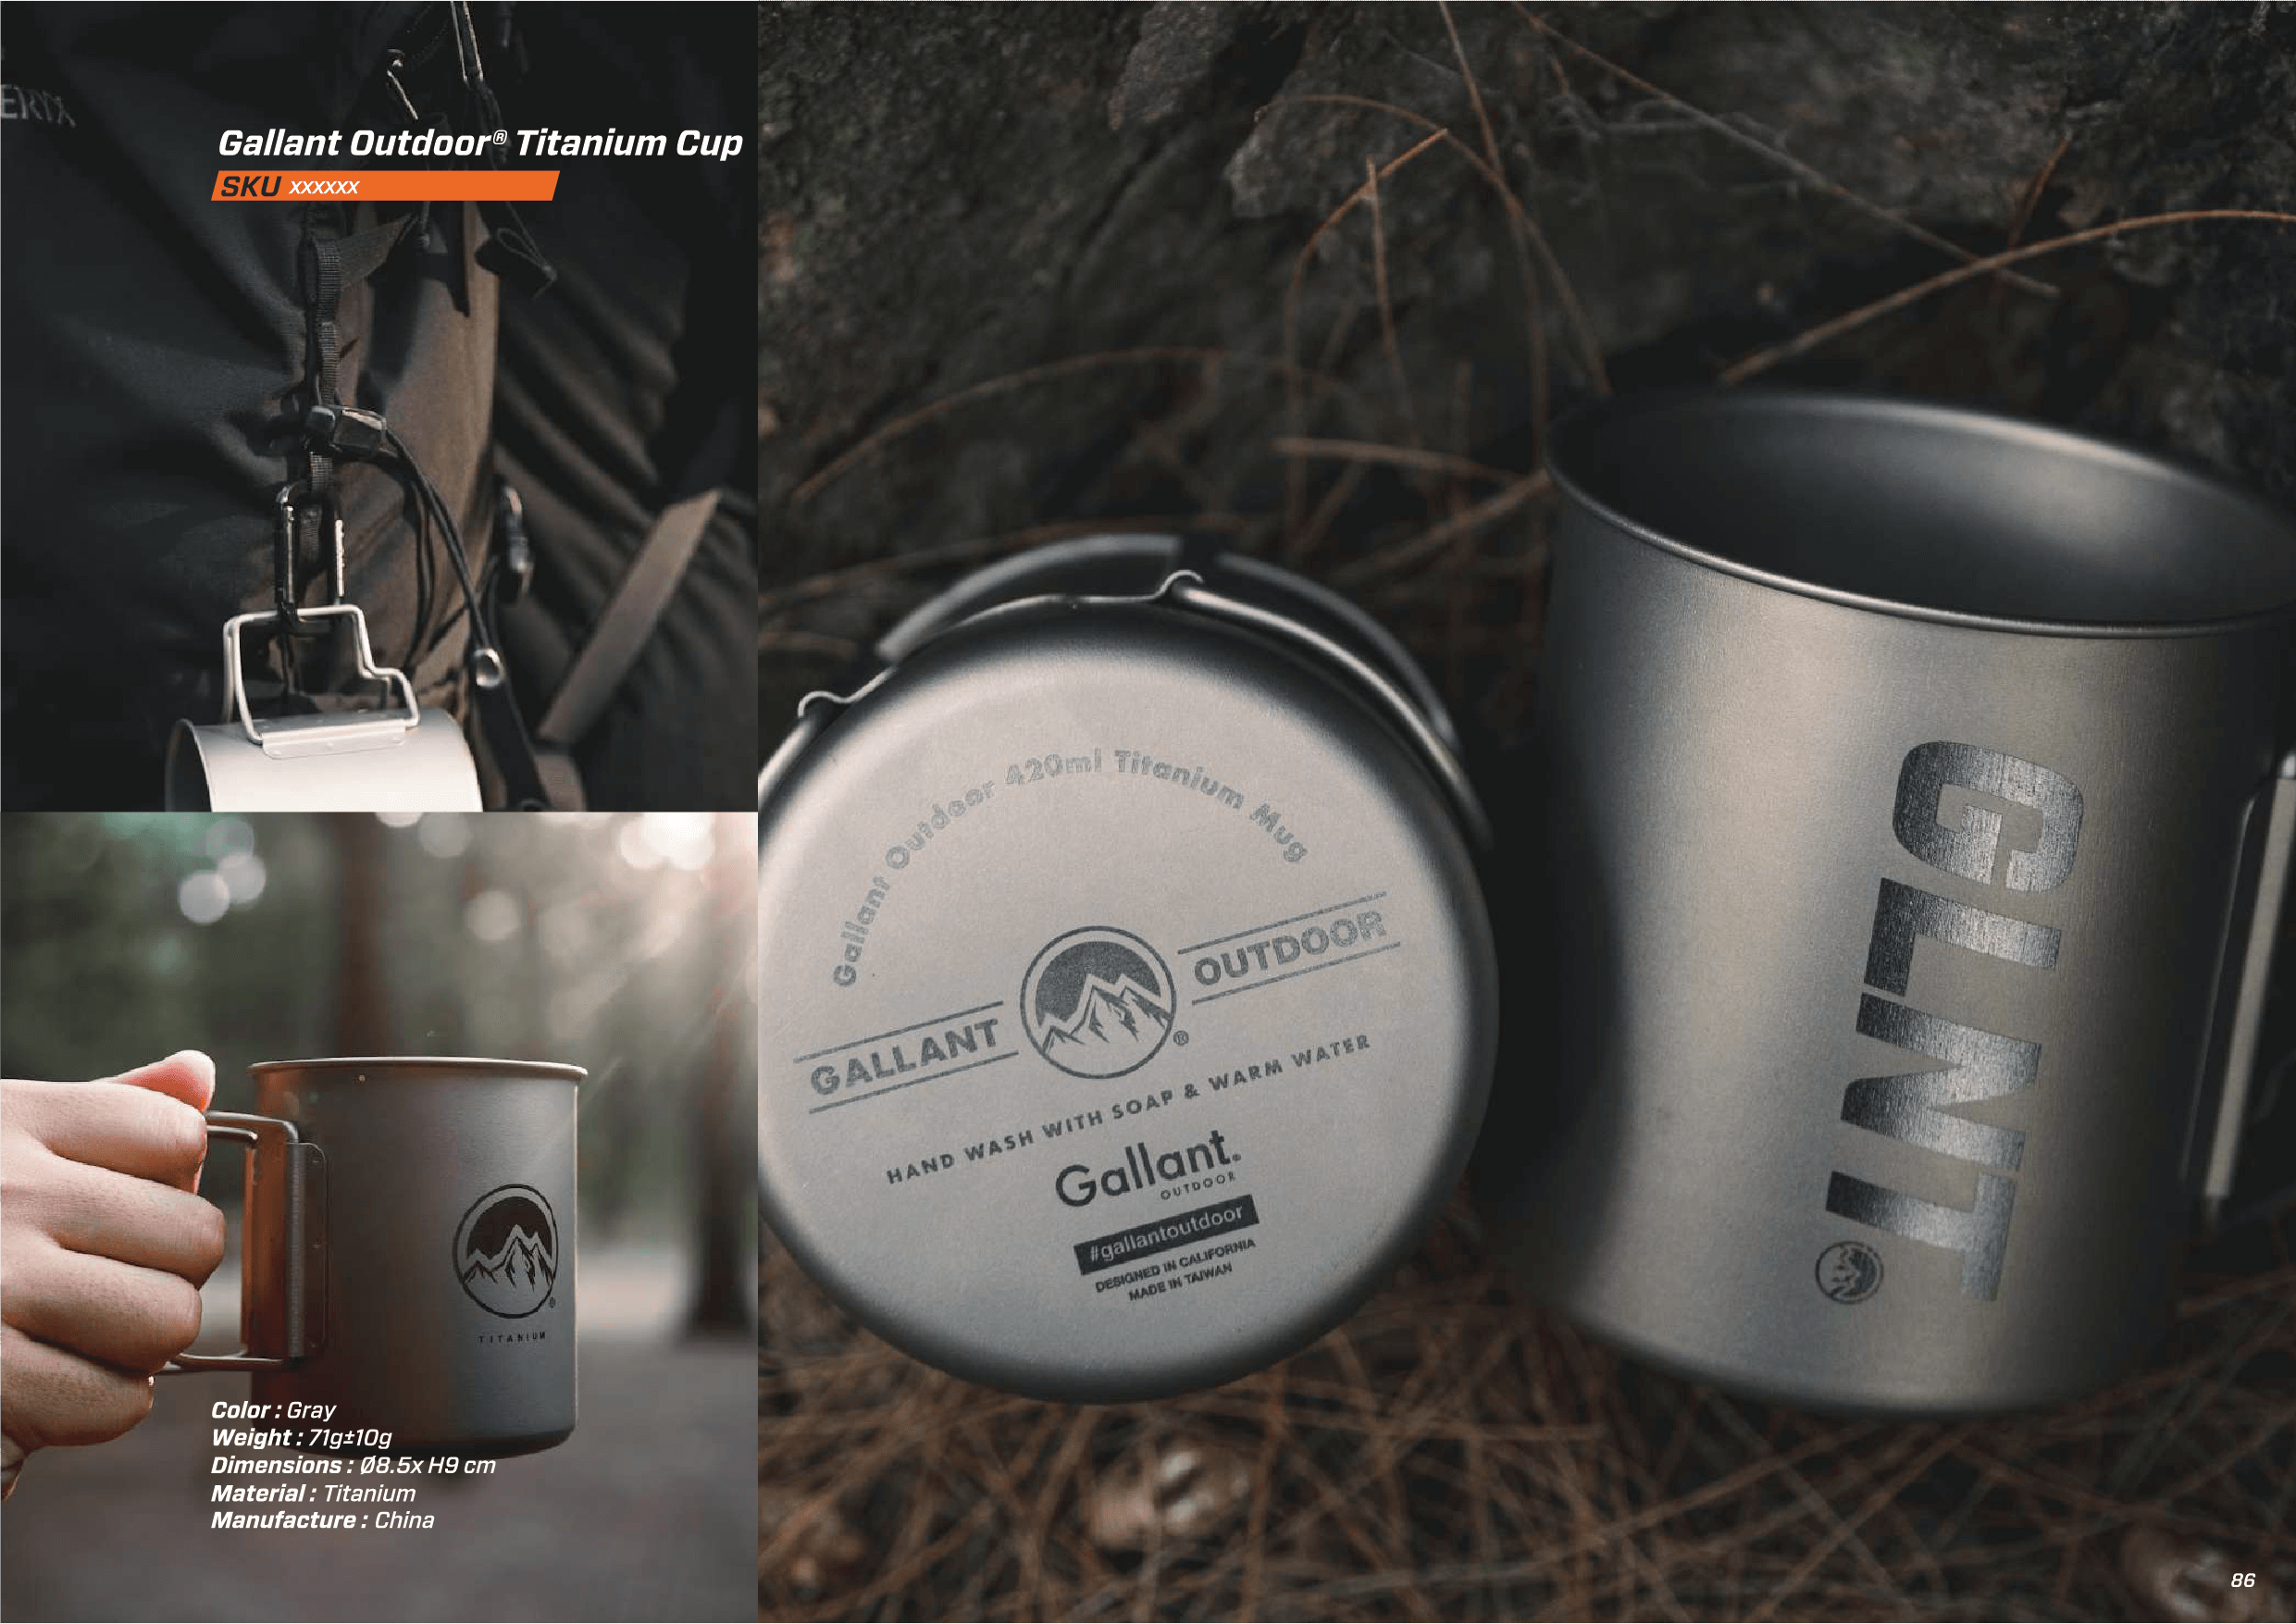 Gallant Outdoor® Titanium Cup
SKU xxxxxx
Color : Gray
Weight : 71g±10g
Dimensions : Ø8.5x H9 cm
Material : Titanium
Manufacture : China
TITANIUM
®
Gallant Outdoor 420ml Titanium Mug
GALLANT OUTDOOR
®
HAND WASH WITH SOAP & WARM WATER
Gallant.
OUTDOOR
#gallantoutdoor
DESIGNED IN CALIFORNIA
MADE IN TAIWAN
GLNT
86